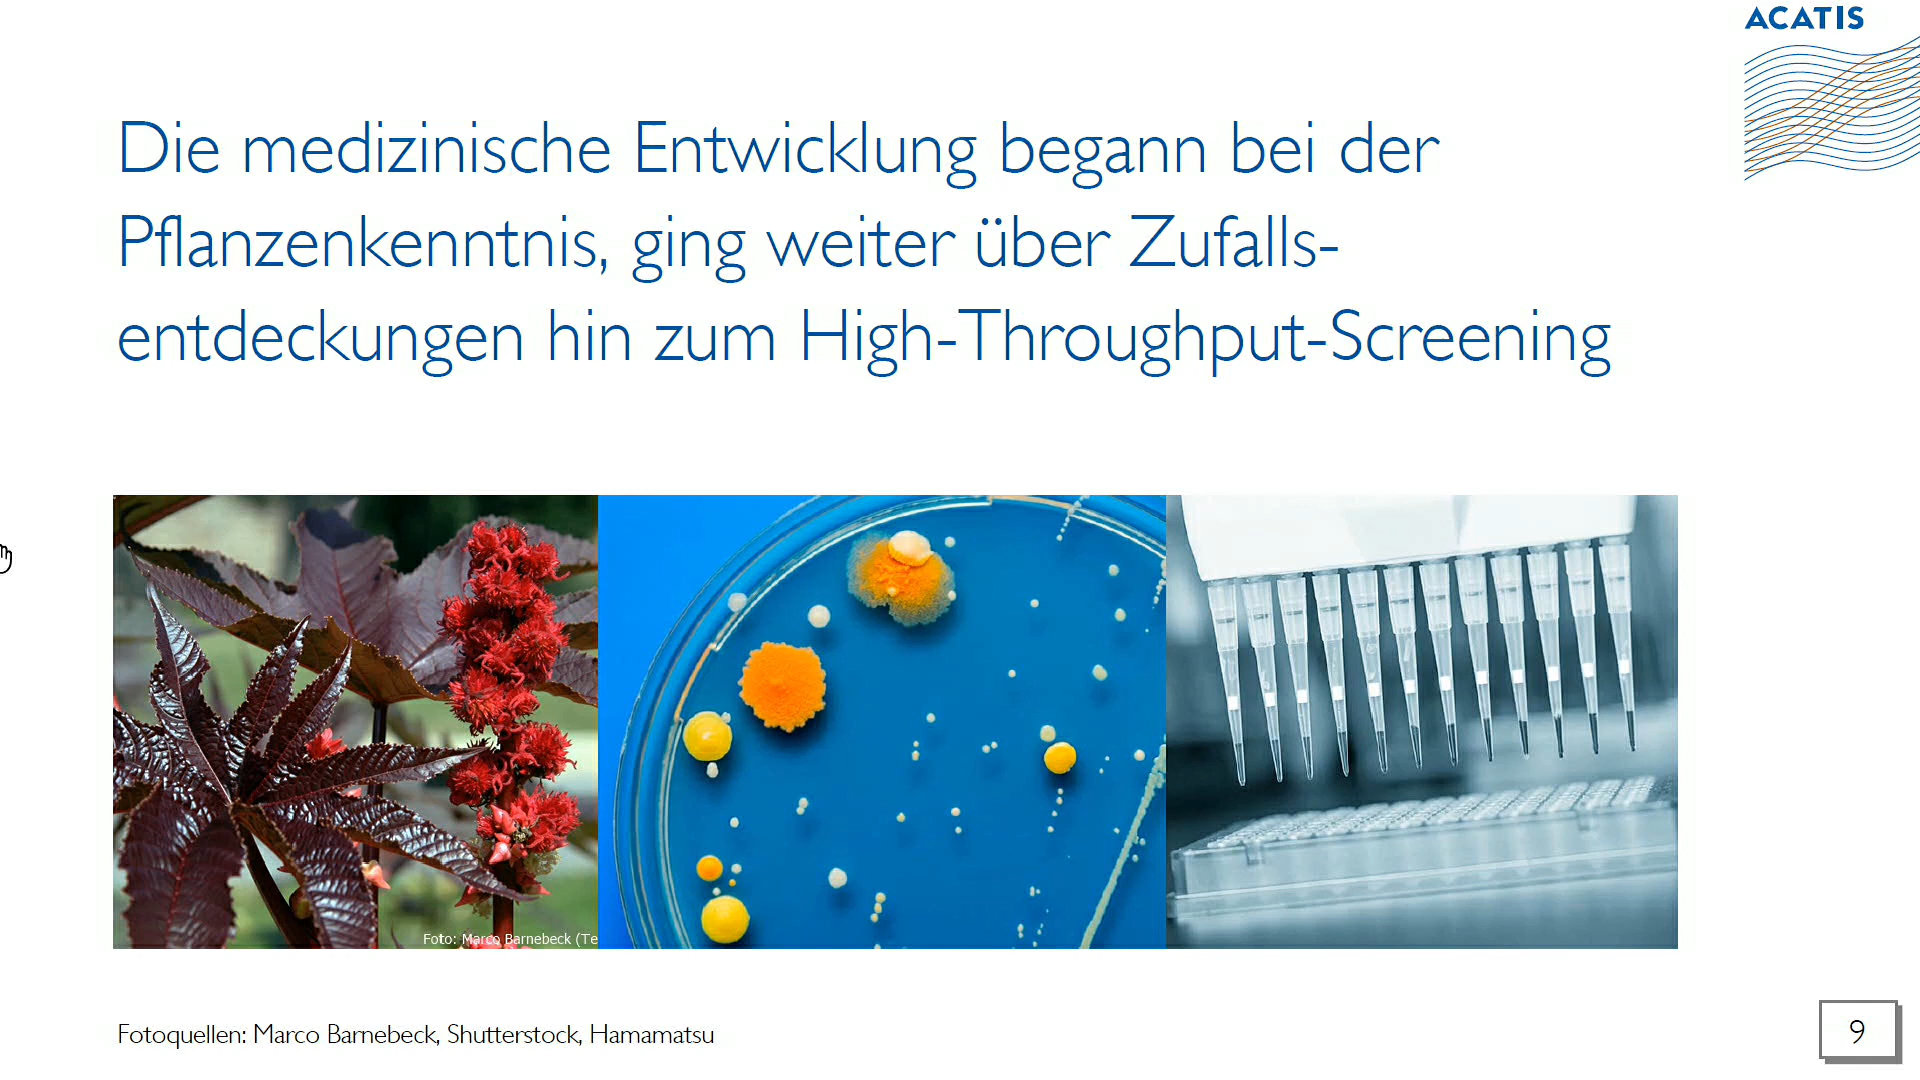 ACATIS
Die medizinische Entwicklung begann bei der
Pflanzenkenntnis, ging weiter über Zufalls-
entdeckungen hin zum High-Throughput-Screening
Foto: Marco Barnebeck (Te
Fotoquellen: Marco Barnebeck, Shutterstock, Hamamatsu
9